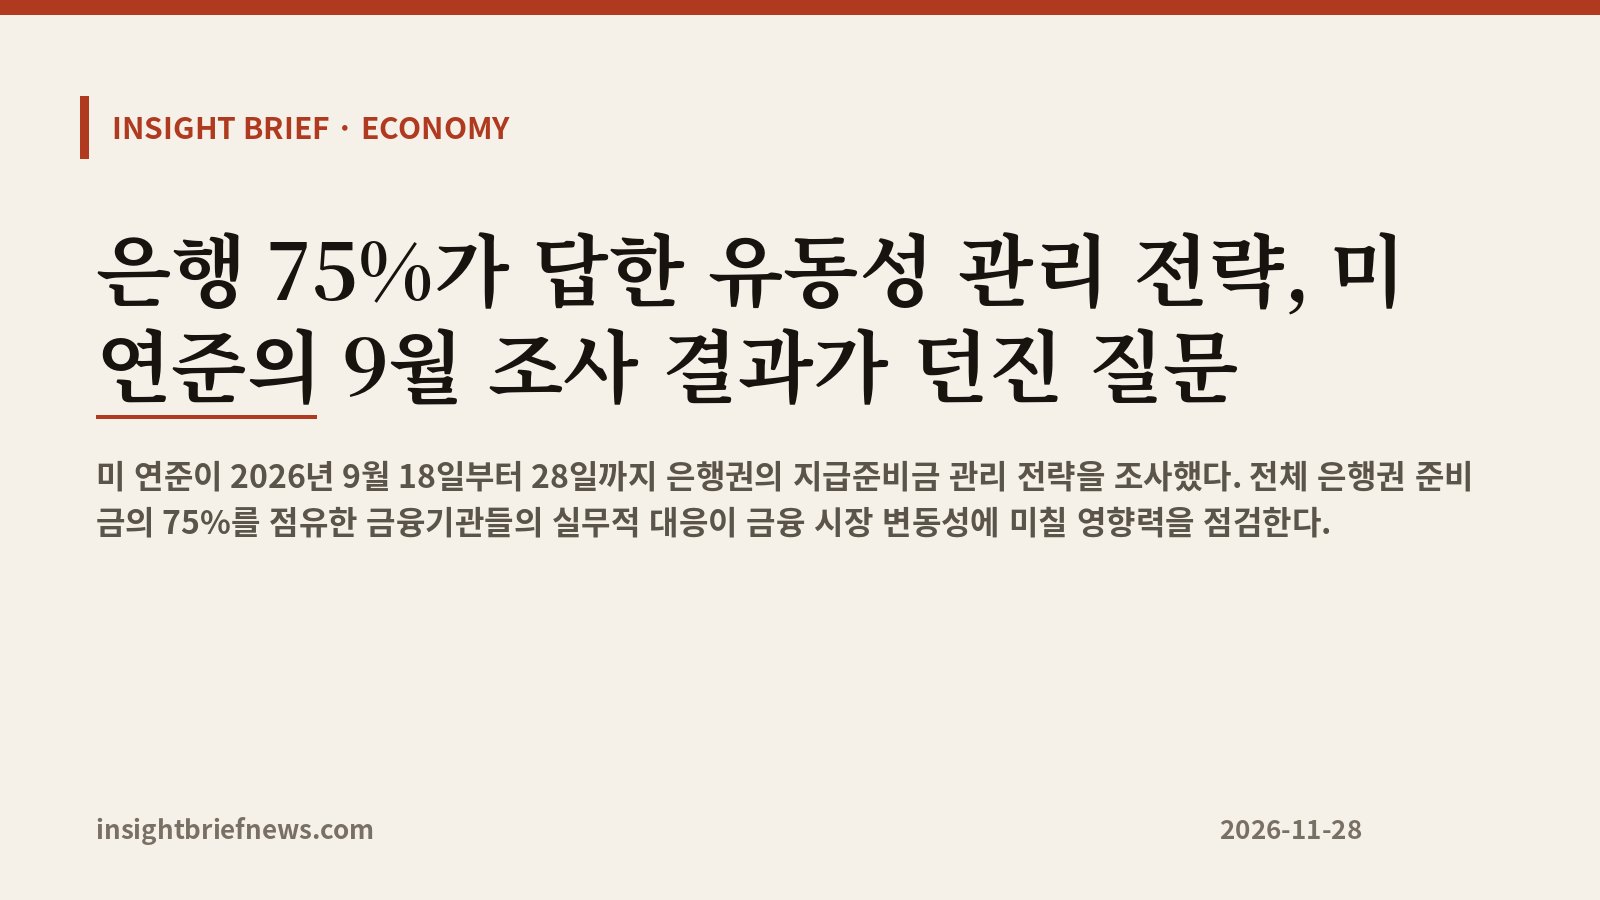 INSIGHT BRIEF · ECONOMY
은행 75%가 답한 유동성 관리 전략, 미
연준의 9월 조사 결과가 던진 질문
미 연준이 2026년 9월 18일부터 28일까지 은행권의 지급준비금 관리 전략을 조사했다. 전체 은행권 준비
금의 75%를 점유한 금융기관들의 실무적 대응이 금융 시장 변동성에 미칠 영향력을 점검한다.
insightbriefnews.com
2026-11-28